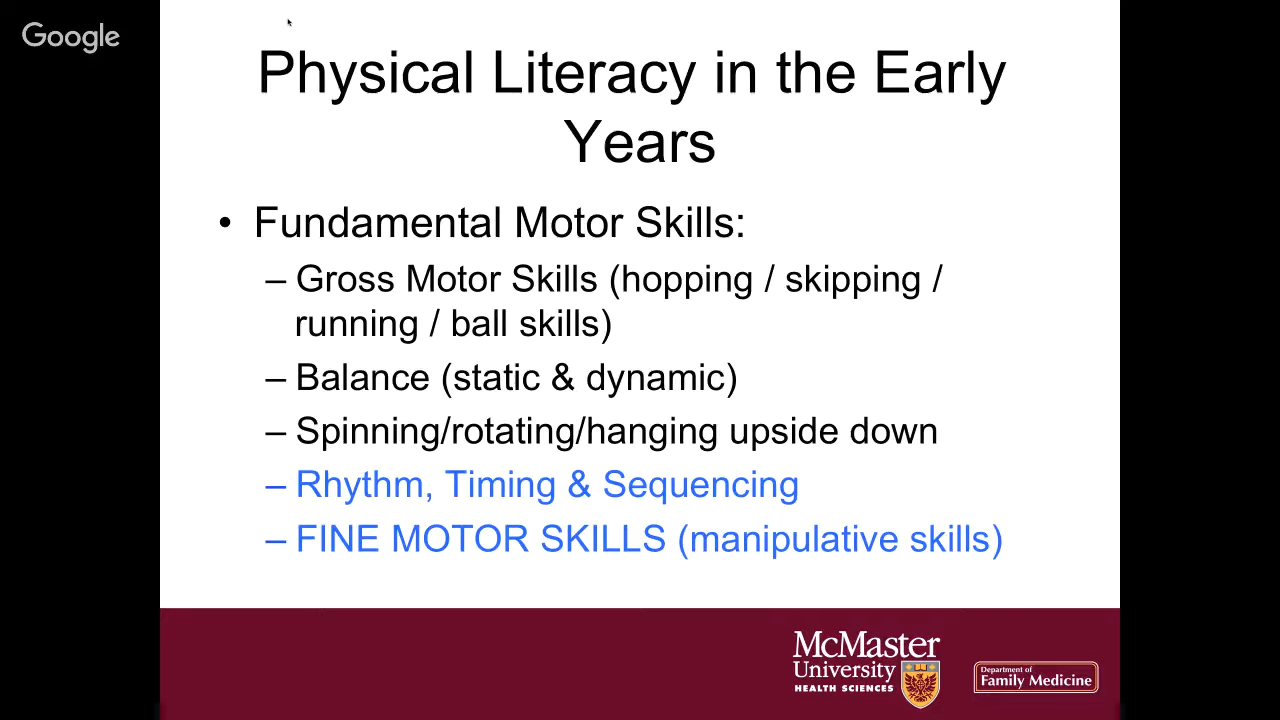 Google
Physical Literacy in the Early
Years
• Fundamental Motor Skills:
– Gross Motor Skills (hopping / skipping /
running / ball skills)
– Balance (static & dynamic)
– Spinning/rotating/hanging upside down
– Rhythm, Timing & Sequencing
– FINE MOTOR SKILLS (manipulative skills)
McMaster
University
HEALTH SCIENCES
Department of
Family Medicine